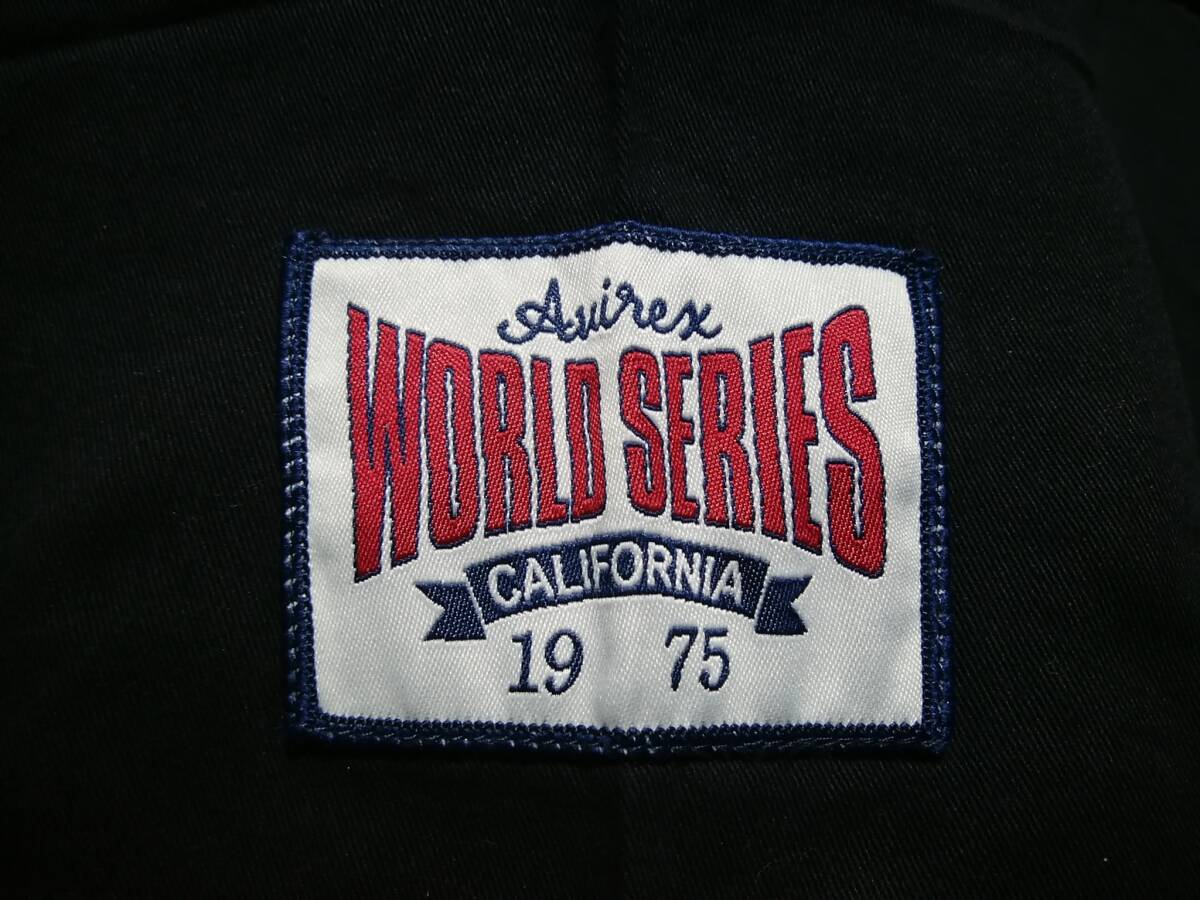 Avirex
WORLD SERIES
CALIFORNIA
19 75